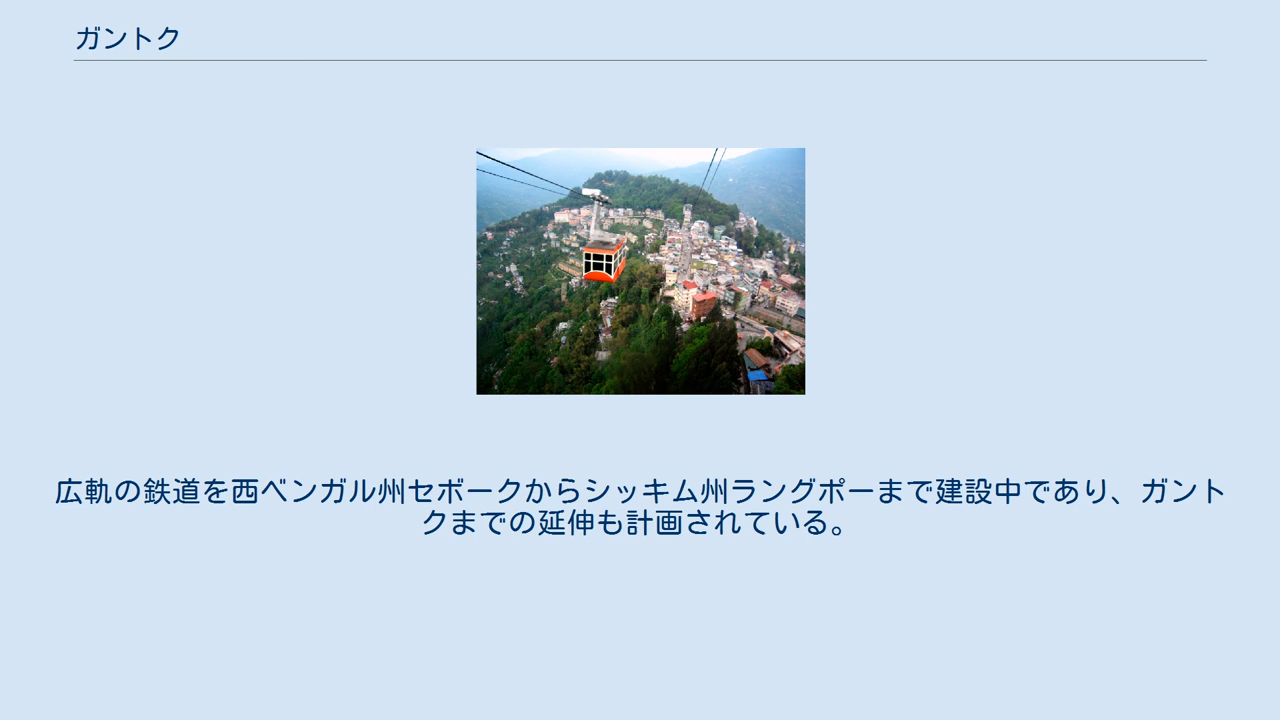 ガントク
広軌の鉄道を西ベンガル州セボークからシッキム州ラングポーまで建設中であり、ガント
クまでの延伸も計画されている。